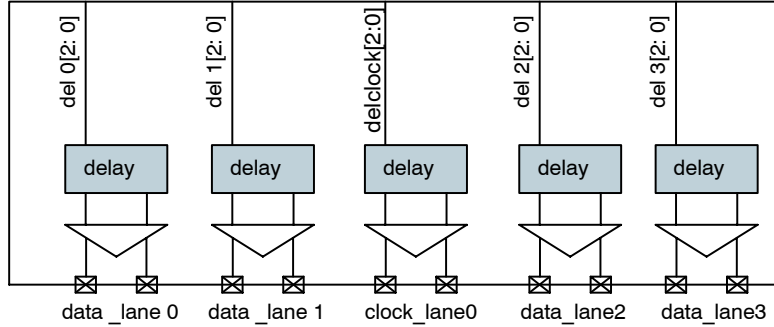 del 0[2: 0]
del 1[2: 0]
delclock[2:0]
del 2[2: 0]
del 3[2: 0]
delay
delay
delay
delay
delay
data _lane 0
data _lane 1
clock_lane0
data_lane2
data_lane3